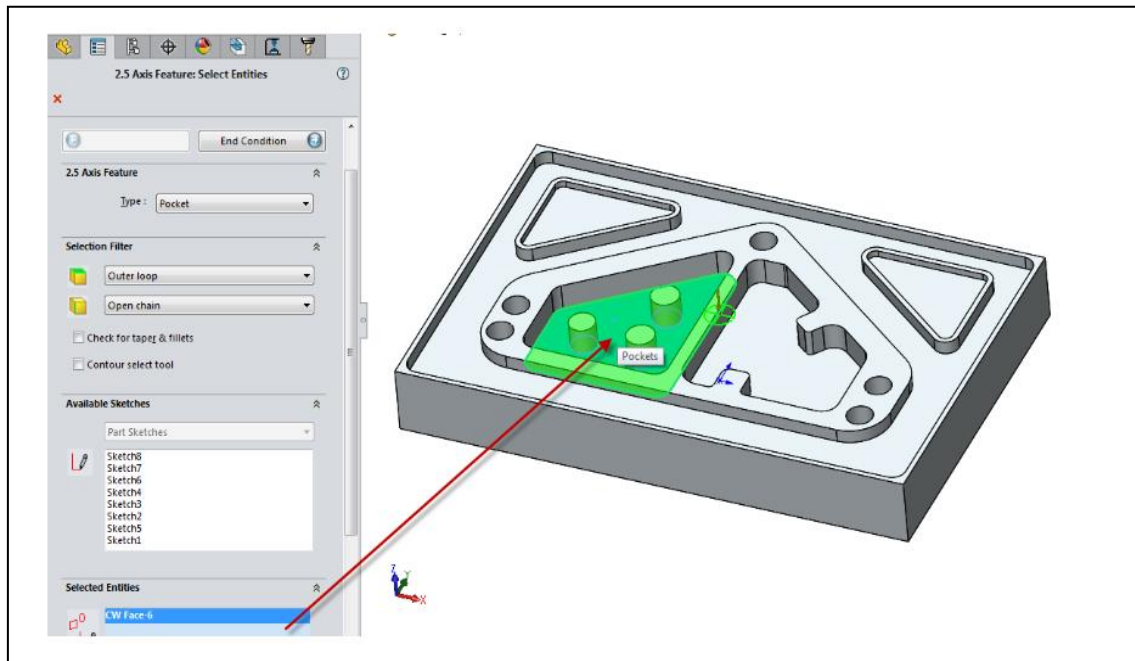 2.5 Axis Feature: Select Entities
End Condition
2.5 Axis Feature
Type : Pocket
Selection Filter
Outer loop
Open chain
Check for taper & fillets
Contour select tool
Available Sketches
Part Sketches
Sketch8
Sketch7
Sketch6
Sketch4
Sketch3
Sketch2
Sketch5
Sketch1
Selected Entities
CW Face-6
Pockets
Z
Y
X